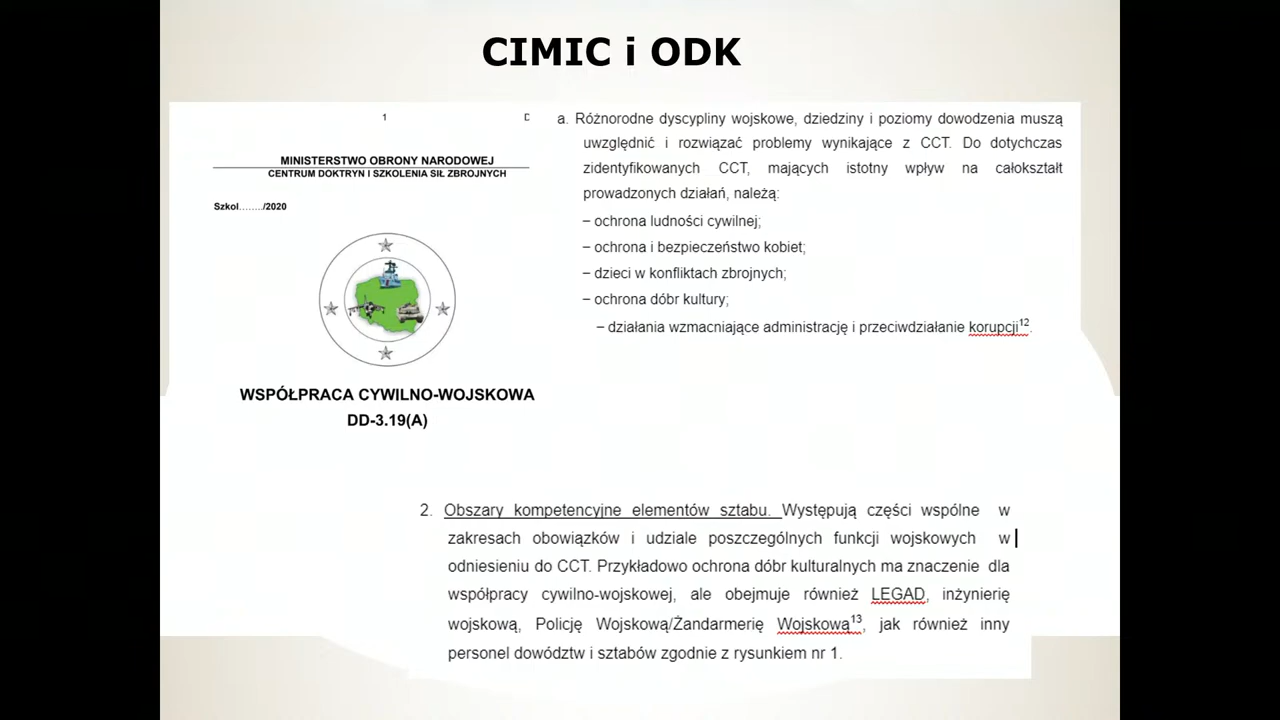 CIMIC i ODK
1
MINISTERSTWO OBRONY NARODOWEJ
CENTRUM DOKTRYN I SZKOLENIA SIŁ ZBROJNYCH
Szkol......../2020
WSPÓŁPRACA CYWILNO-WOJSKOWA
DD-3.19(A)
a. Różnorodne dyscypliny wojskowe, dziedziny i poziomy dowodzenia muszą
uwzględnić i rozwiązać problemy wynikające z CCT. Do dotychczas
zidentyfikowanych CCT, mających istotny wpływ na całokształt
prowadzonych działań, należą:
− ochrona ludności cywilnej;
− ochrona i bezpieczeństwo kobiet;
− dzieci w konfliktach zbrojnych;
− ochrona dóbr kultury;
− działania wzmacniające administrację i przeciwdziałanie korupcji¹².
2. Obszary kompetencyjne elementów sztabu. Występują części wspólne w
zakresach obowiązków i udziale poszczególnych funkcji wojskowych w
odniesieniu do CCT. Przykładowo ochrona dóbr kulturalnych ma znaczenie dla
współpracy cywilno-wojskowej, ale obejmuje również LEGAD, inżynierię
wojskową, Policję Wojskową/Żandarmerię Wojskową¹³, jak również inny
personel dowództw i sztabów zgodnie z rysunkiem nr 1.